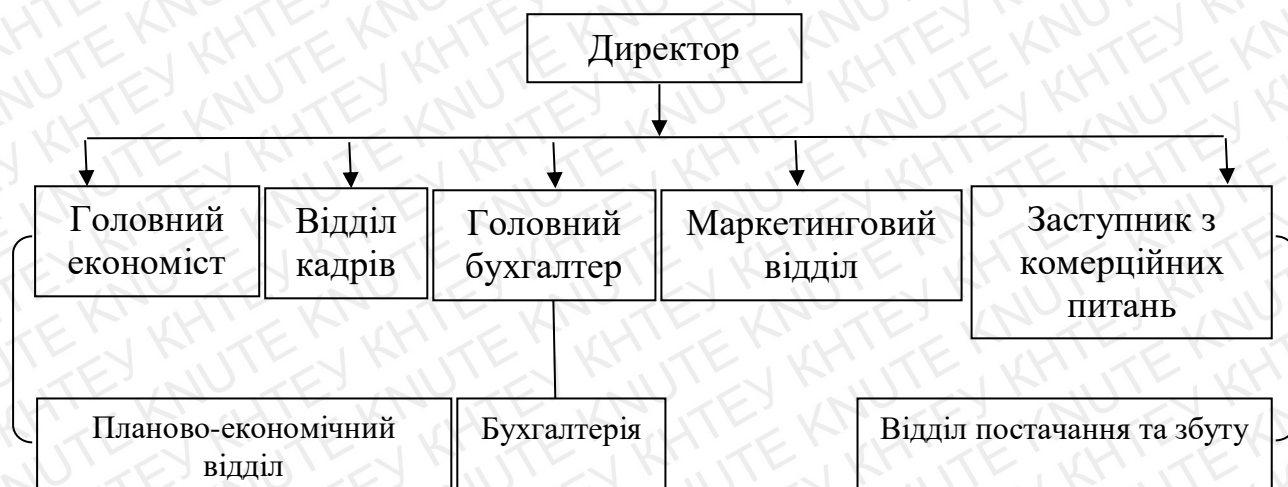 Директор
Головний
економіст
Відділ
кадрів
Головний
бухгалтер
Маркетинговий
відділ
Заступник з
комерційних
питань
Планово-економічний
відділ
Бухгалтерія
Відділ постачання та збуту